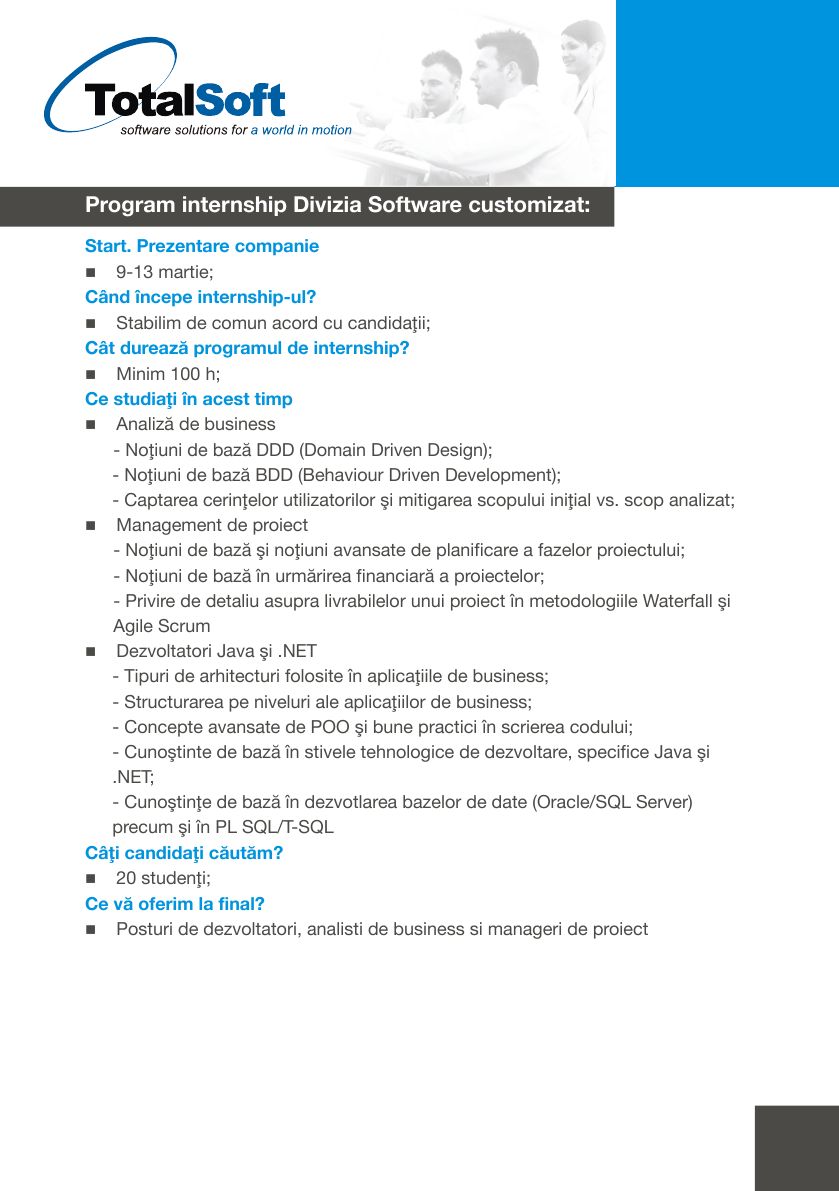 TotalSoft
software solutions for a world in motion
Program internship Divizia Software customizat:
Start. Prezentare companie
■ 9-13 martie;
Când începe internship-ul?
■ Stabilim de comun acord cu candidaţii;
Cât durează programul de internship?
■ Minim 100 h;
Ce studiaţi în acest timp
■ Analiză de business
- Noţiuni de bază DDD (Domain Driven Design);
- Noţiuni de bază BDD (Behaviour Driven Development);
- Captarea cerinţelor utilizatorilor şi mitigarea scopului iniţial vs. scop analizat;
■ Management de proiect
- Noţiuni de bază şi noţiuni avansate de planificare a fazelor proiectului;
- Noţiuni de bază în urmărirea financiară a proiectelor;
- Privire de detaliu asupra livrabilelor unui proiect în metodologiile Waterfall şi
Agile Scrum
■ Dezvoltatori Java şi .NET
- Tipuri de arhitecturi folosite în aplicaţiile de business;
- Structurarea pe niveluri ale aplicaţiilor de business;
- Concepte avansate de POO şi bune practici în scrierea codului;
- Cunoştinte de bază în stivele tehnologice de dezvoltare, specifice Java şi
.NET;
- Cunoştinţe de bază în dezvotlarea bazelor de date (Oracle/SQL Server)
precum şi în PL SQL/T-SQL
Câţi candidaţi căutăm?
■ 20 studenţi;
Ce vă oferim la final?
■ Posturi de dezvoltatori, analisti de business si manageri de proiect